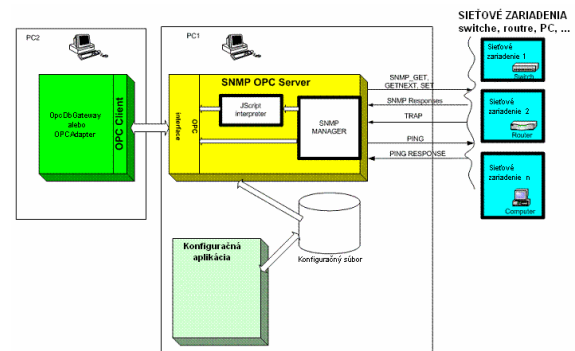 SIEŤOVÉ ZARIADENIA
switche, routre, PC, ...
PC2
PC1
OpcDbGateway
alebo
OPCAdapter
OPC Client
SNMP OPC Server
Interface
OPC
JScript
interpreter
SNMP
MANAGER
SNMP_GET,
GETNEXT, SET
SNMP Responses
TRAP
PING
PING RESPONSE
Sieťové
zariadenie 1
Switch
Sieťové
zariadenie 2
Router
Sieťové
zariadenie n
Computer
Konfiguračná
aplikácia
Konfiguračný súbor